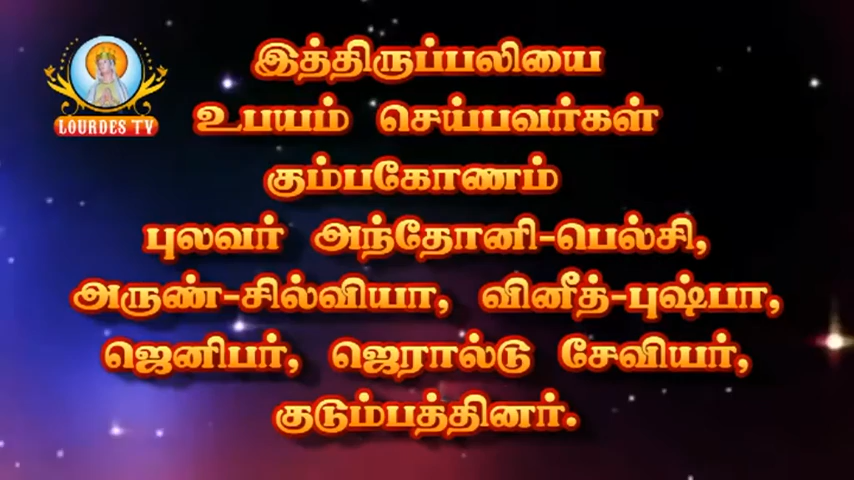 LOURDES TV
இத்திருப்பலியை
உபயம் செய்பவர்கள்
கும்பகோணம்
புலவர் அந்தோனி-பெல்சி,
அருண்-சில்வியா, வினீத்-புஷ்பா,
ஜெனிபர், ஜெரால்டு சேவியர்,
குடும்பத்தினர்.